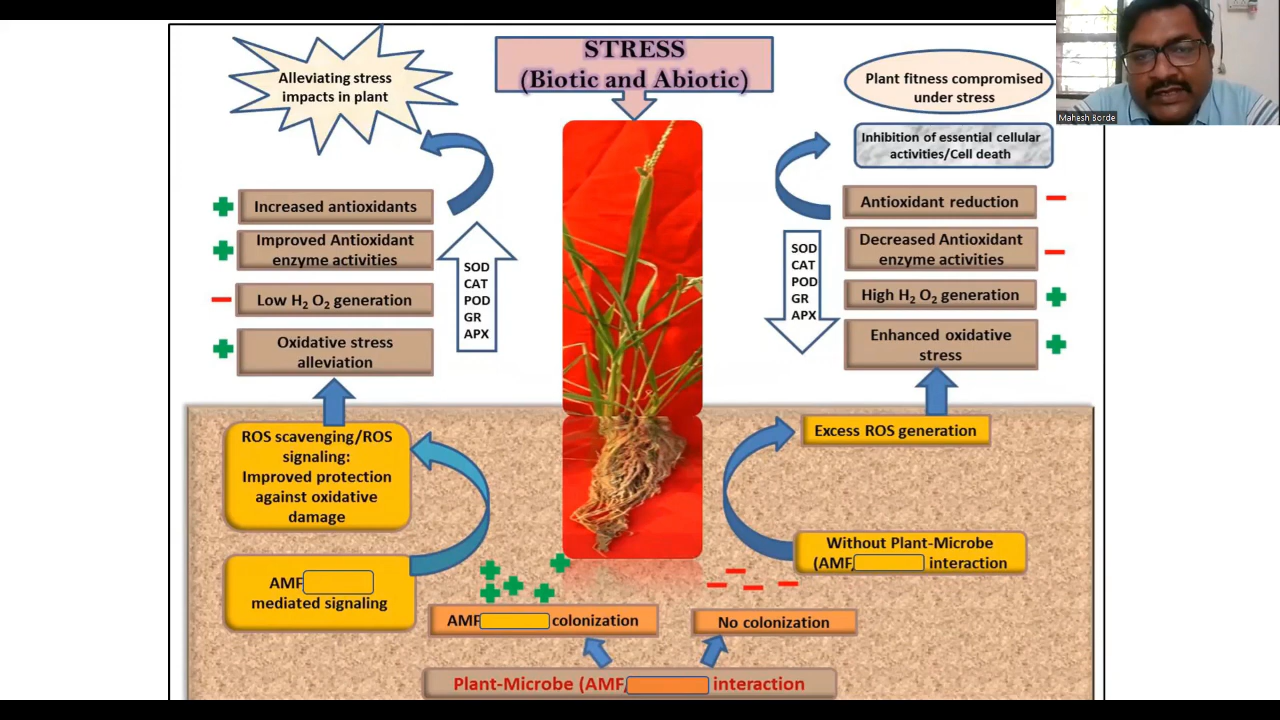 STRESS
(Biotic and Abiotic)
Alleviating stress
impacts in plant
Increased antioxidants
Improved Antioxidant
enzyme activities
Low H₂ O₂ generation
Oxidative stress
alleviation
SOD
CAT
POD
GR
APX
ROS scavenging/ROS
signaling:
Improved protection
against oxidative
damage
AMF
mediated signaling
AMF colonization
Plant fitness compromised
under stress
Mahesh Borde
Inhibition of essential cellular
activities/Cell death
Antioxidant reduction
Decreased Antioxidant
enzyme activities
High H₂ O₂ generation
Enhanced oxidative
stress
SOD
CAT
POD
GR
APX
Excess ROS generation
Without Plant-Microbe
(AMF/ interaction
No colonization
Plant-Microbe (AMF/ interaction